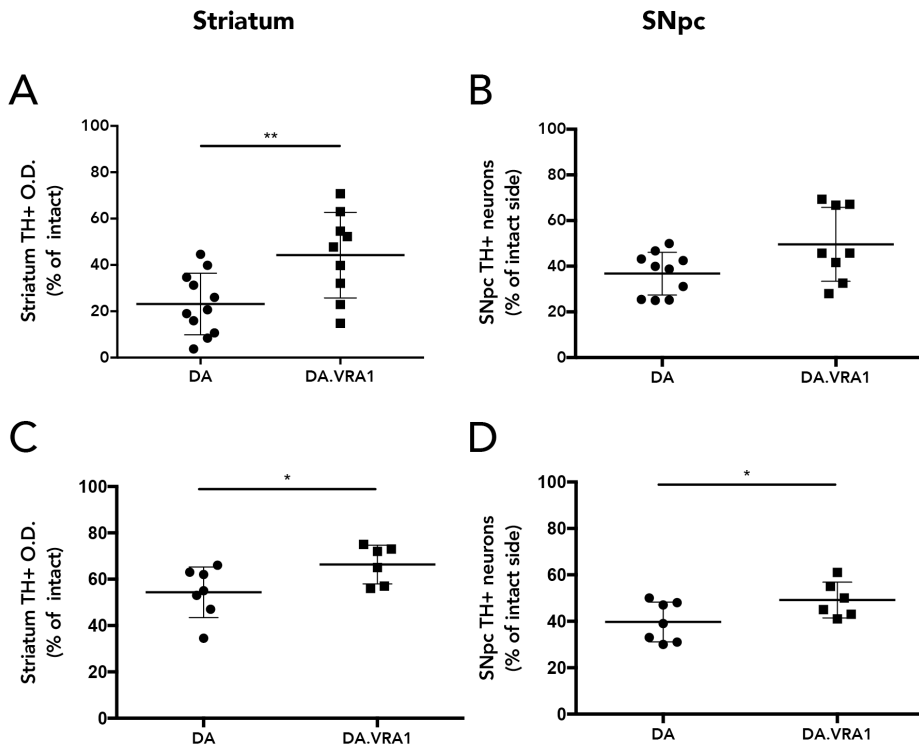 Striatum
SNpc
A
Striatum TH+ O.D.
(% of intact)
100
80
60
40
20
0
**
DA
DA.VRA1
B
SNpc TH+ neurons
(% of intact side)
100
80
60
40
20
0
DA
DA.VRA1
C
Striatum TH+ O.D.
(% of intact)
100
80
60
40
20
0
*
DA
DA.VRA1
D
SNpc TH+ neurons
(% of intact side)
100
80
60
40
20
0
*
DA
DA.VRA1